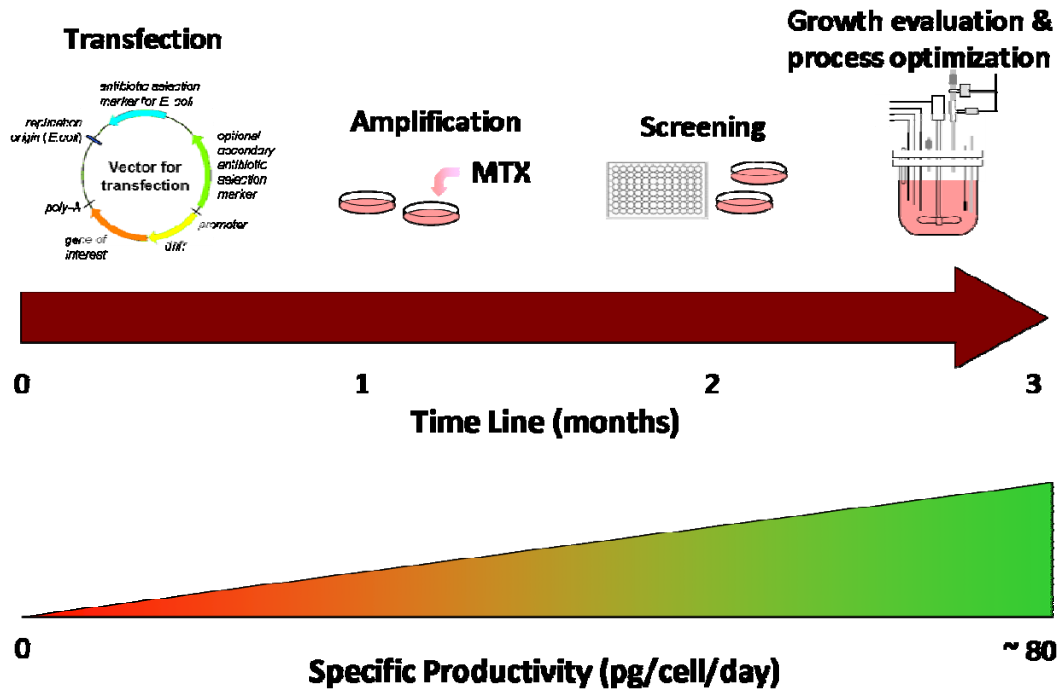 Transfection
antibiotic selection
marker for E. coli
replication
origin (E.coli)
Vector for
transfection
optional
secondary
antibiotic
selection
marker
poly-A
promoter
gene of
interest
dhfr
Amplification
MTX
Screening
Growth evaluation &
process optimization
0
1
2
3
Time Line (months)
0
~ 80
Specific Productivity (pg/cell/day)